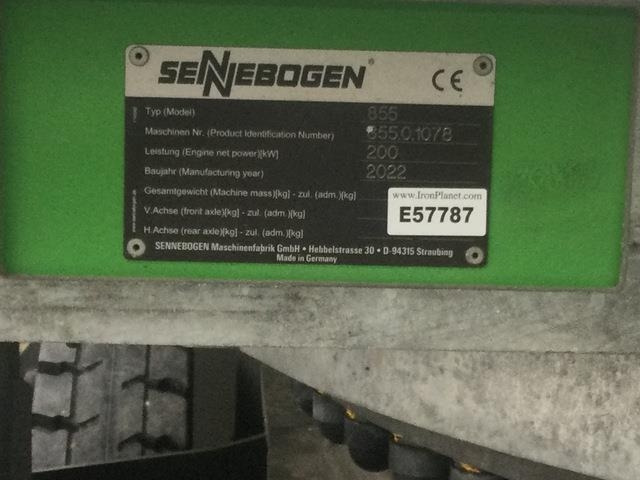 SENNEBOGEN®
CE
Typ (Model) 855
Maschinen Nr. (Product Identification Number) 855.0.1078
Leistung (Engine net power)[kW] 200
Baujahr (Manufacturing year) 2022
Gesamtgewicht (Machine mass)[kg] - zul. (adm.)[kg]
V.Achse (front axle)[kg] - zul. (adm.)[kg]
H.Achse (rear axle)[kg] - zul. (adm.)[kg]
www.IronPlanet.com
E57787
SENNEBOGEN Maschinenfabrik GmbH • Hebbelstrasse 30 • D-94315 Straubing
Made in Germany
www.sennebogen.de